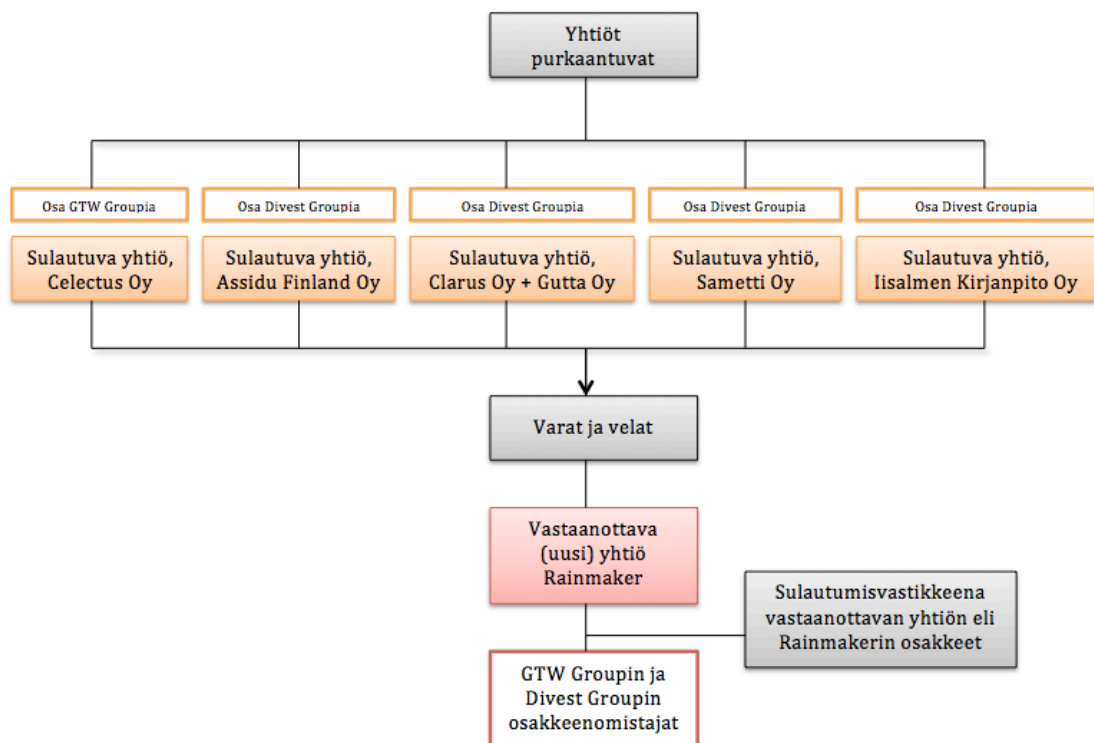 Yhtiöt
purkaantuvat
Osa GTW Groupia
Osa Divest Groupia
Osa Divest Groupia
Osa Divest Groupia
Osa Divest Groupia
Sulautuva yhtiö,
Celectus Oy
Sulautuva yhtiö,
Assidu Finland Oy
Sulautuva yhtiö,
Clarus Oy + Gutta Oy
Sulautuva yhtiö,
Sametti Oy
Sulautuva yhtiö,
Iisalmen Kirjanpito Oy
Varat ja velat
Vastaanottava
(uusi) yhtiö
Rainmaker
Sulautumisvastikkeena
vastaanottavan yhtiön eli
Rainmakerin osakkeet
GTW Groupin ja
Divest Groupin
osakkeenomistajat